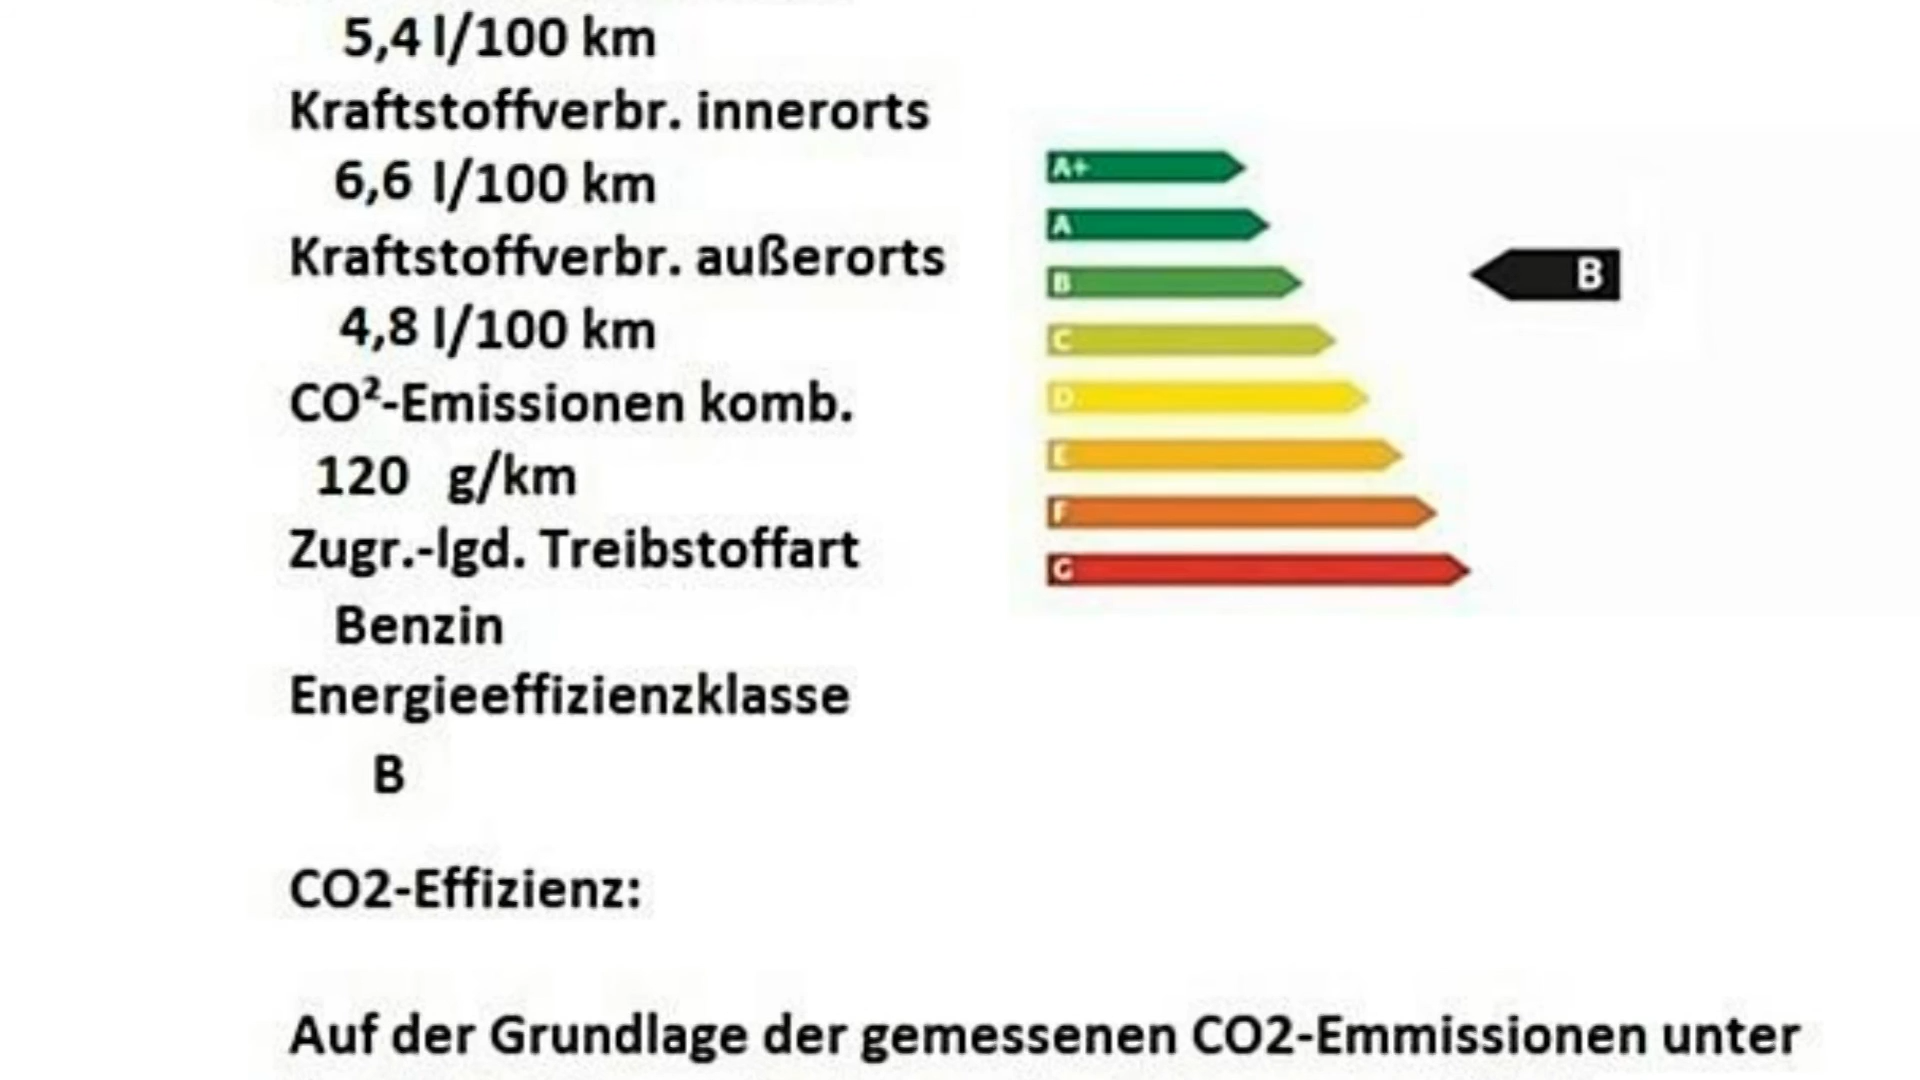 5,4 l/100 km
Kraftstoffverbr. innerorts
6,6 l/100 km
Kraftstoffverbr. außerorts
4,8 l/100 km
CO²-Emissionen komb.
120 g/km
Zugr.-lgd. Treibstoffart
Benzin
Energieeffizienzklasse
B
CO2-Effizienz:
Auf der Grundlage der gemessenen CO2-Emmissionen unter
A+
A
B
B
C
D
E
F
G